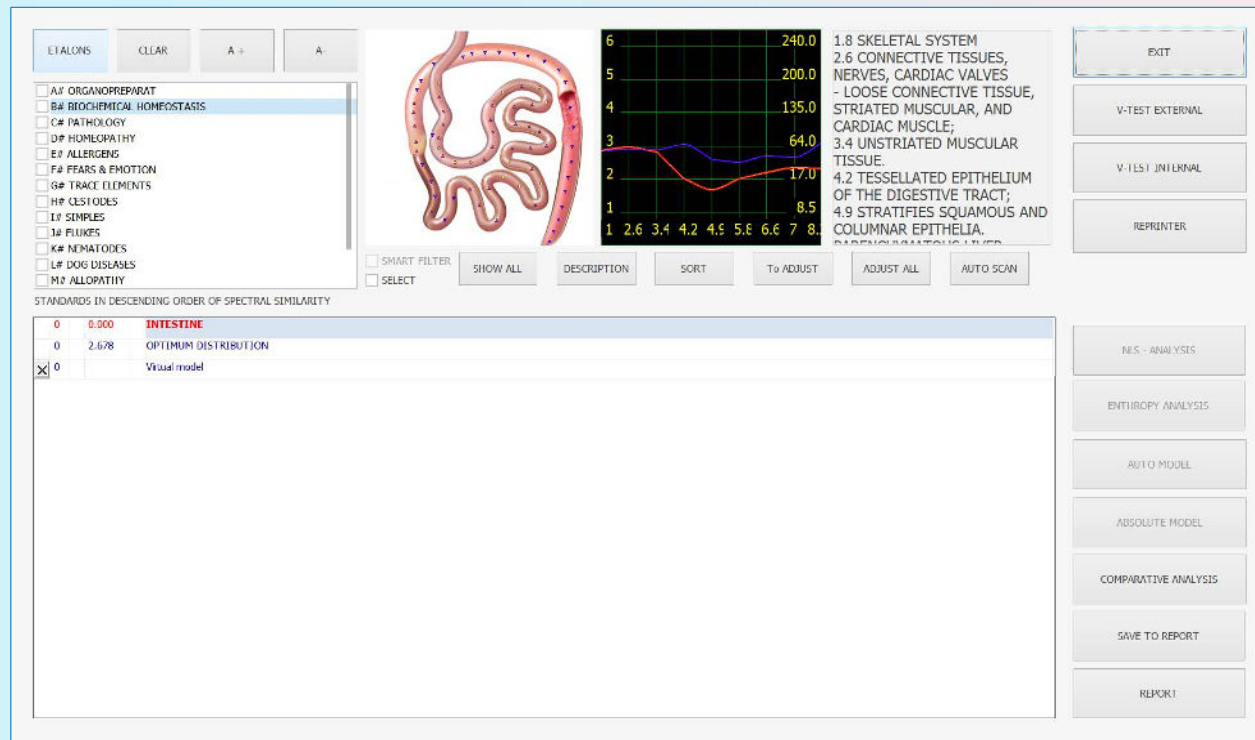 ETALONS
CLEAR
A +
A-
A# ORGANOPREPARAT
B# BIOCHEMICAL HOMEOSTASIS
C# PATHOLOGY
D# HOMEOPATHY
E# ALLERGENS
F# FEARS & EMOTION
G# TRACE ELEMENTS
H# CESTODES
I# SIMPLES
J# FLUKES
K# NEMATODES
L# DOG DISEASES
M# ALLOPATHY
6 240.0
5 200.0
4 135.0
3 64.0
2 17.0
1 8.5
1 2.6 3.4 4.2 4.9 5.8 6.6 7 8.
1.8 SKELETAL SYSTEM
2.6 CONNECTIVE TISSUES,
NERVES, CARDIAC VALVES
- LOOSE CONNECTIVE TISSUE,
STRIATED MUSCULAR, AND
CARDIAC MUSCLE;
3.4 UNSTRIATED MUSCULAR
TISSUE.
4.2 TESSELLATED EPITHELIUM
OF THE DIGESTIVE TRACT;
4.9 STRATIFIES SQUAMOUS AND
COLUMNAR EPITHELIA.
PARENCHYMATOUS LIVER
EXIT
V-TEST EXTERNAL
V-TEST INTERNAL
REPRINTER
SMART FILTER
SELECT
SHOW ALL
DESCRIPTION
SORT
To ADJUST
ADJUST ALL
AUTO SCAN
STANDARDS IN DESCENDING ORDER OF SPECTRAL SIMILARITY
0 0.000 INTESTINE
0 2.678 OPTIMUM DISTRIBUTION
X 0 Virtual model
NLS - ANALYSIS
ENTHROPY ANALYSIS
AUTO MODEL
ABSOLUTE MODEL
COMPARATIVE ANALYSIS
SAVE TO REPORT
REPORT